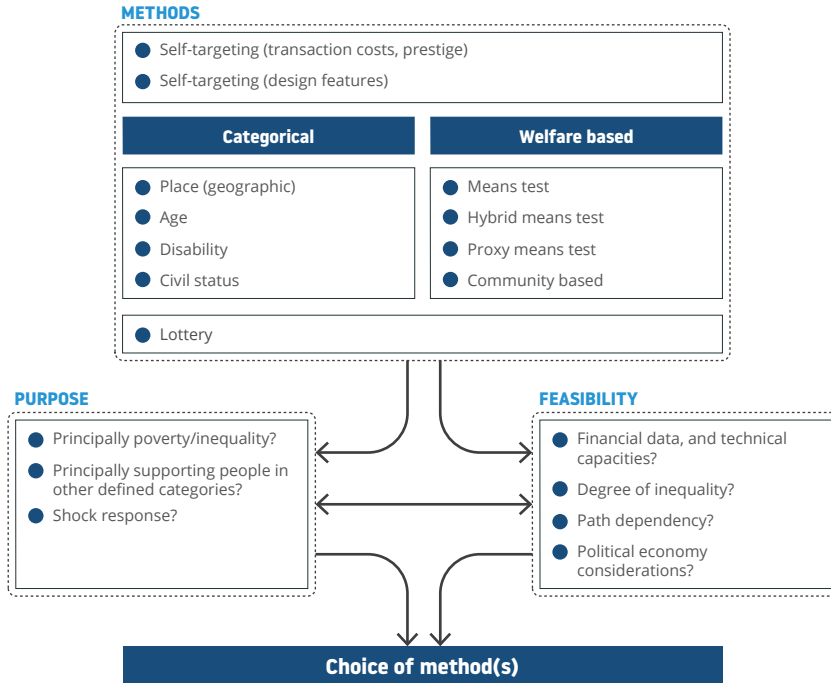 METHODS
Self-targeting (transaction costs, prestige)
Self-targeting (design features)
Categorical
Place (geographic)
Age
Disability
Civil status
Welfare based
Means test
Hybrid means test
Proxy means test
Community based
Lottery
PURPOSE
Principally poverty/inequality?
Principally supporting people in
other defined categories?
Shock response?
FEASIBILITY
Financial data, and technical
capacities?
Degree of inequality?
Path dependency?
Political economy
considerations?
Choice of method(s)